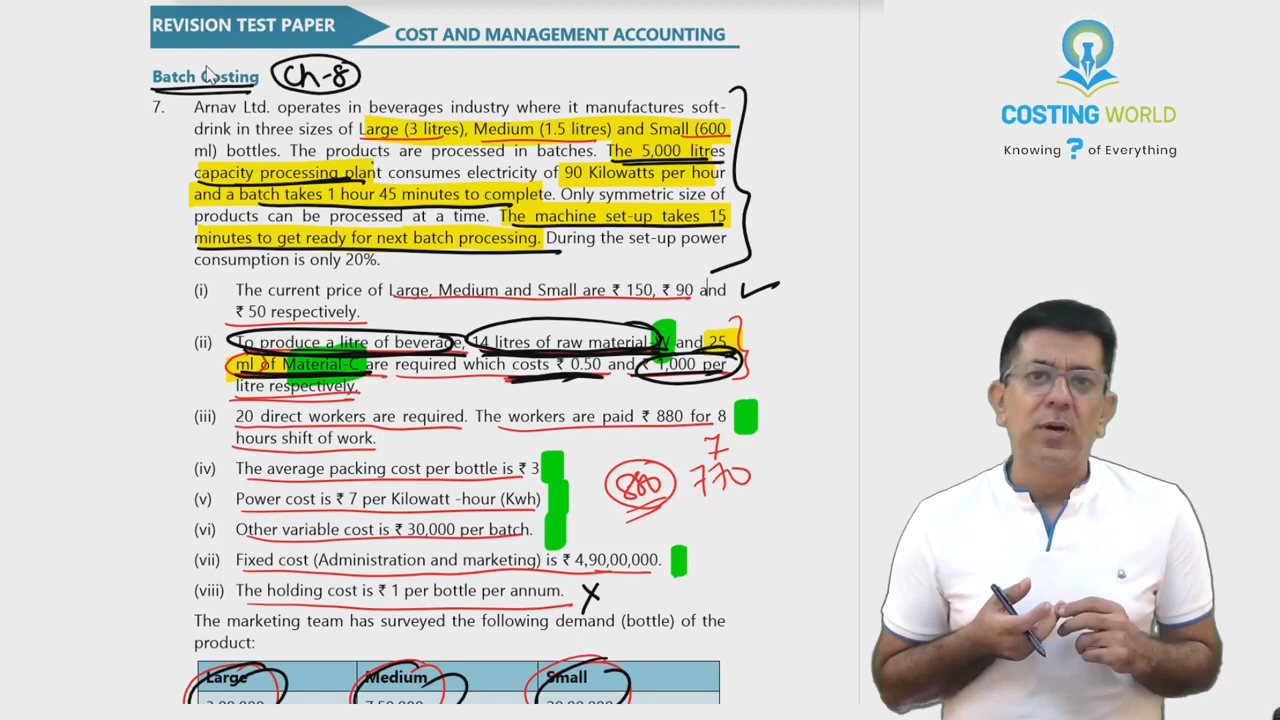 REVISION TEST PAPER
COST AND MANAGEMENT ACCOUNTING
Batch Costing
Ch-8
7. Arnav Ltd. operates in beverages industry where it manufactures soft-
drink in three sizes of Large (3 litres), Medium (1.5 litres) and Small (600
ml) bottles. The products are processed in batches. The 5,000 litres
capacity processing plant consumes electricity of 90 Kilowatts per hour
and a batch takes 1 hour 45 minutes to complete. Only symmetric size of
products can be processed at a time. The machine set-up takes 15
minutes to get ready for next batch processing. During the set-up power
consumption is only 20%.
(i) The current price of Large, Medium and Small are ₹ 150, ₹ 90 and
₹ 50 respectively.
(ii) To produce a litre of beverage, 14 litres of raw material-W and 25
ml of Material-C are required which costs ₹ 0.50 and ₹ 1,000 per
litre respectively.
(iii) 20 direct workers are required. The workers are paid ₹ 880 for 8
hours shift of work.
7
(iv) The average packing cost per bottle is ₹ 3
880 770
(v) Power cost is ₹ 7 per Kilowatt -hour (Kwh)
(vi) Other variable cost is ₹ 30,000 per batch.
(vii) Fixed cost (Administration and marketing) is ₹ 4,90,00,000.
(viii) The holding cost is ₹ 1 per bottle per annum.
The marketing team has surveyed the following demand (bottle) of the
product:
Large Medium Small
COSTING WORLD
Knowing ? of Everything